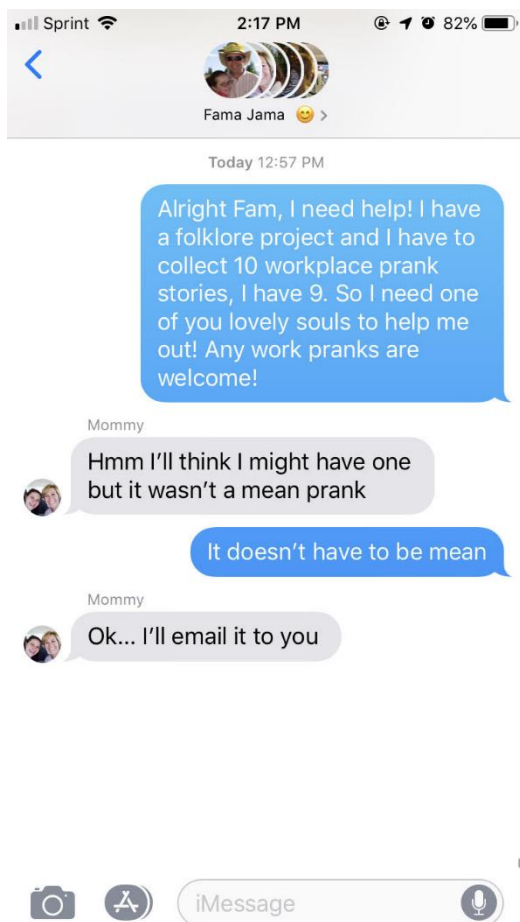 Sprint 2:17 PM 82%
Fama Jama 😊 >
Today 12:57 PM
Alright Fam, I need help! I have
a folklore project and I have to
collect 10 workplace prank
stories, I have 9. So I need one
of you lovely souls to help me
out! Any work pranks are
welcome!
Mommy
Hmm I'll think I might have one
but it wasn't a mean prank
It doesn't have to be mean
Mommy
Ok... I'll email it to you
iMessage